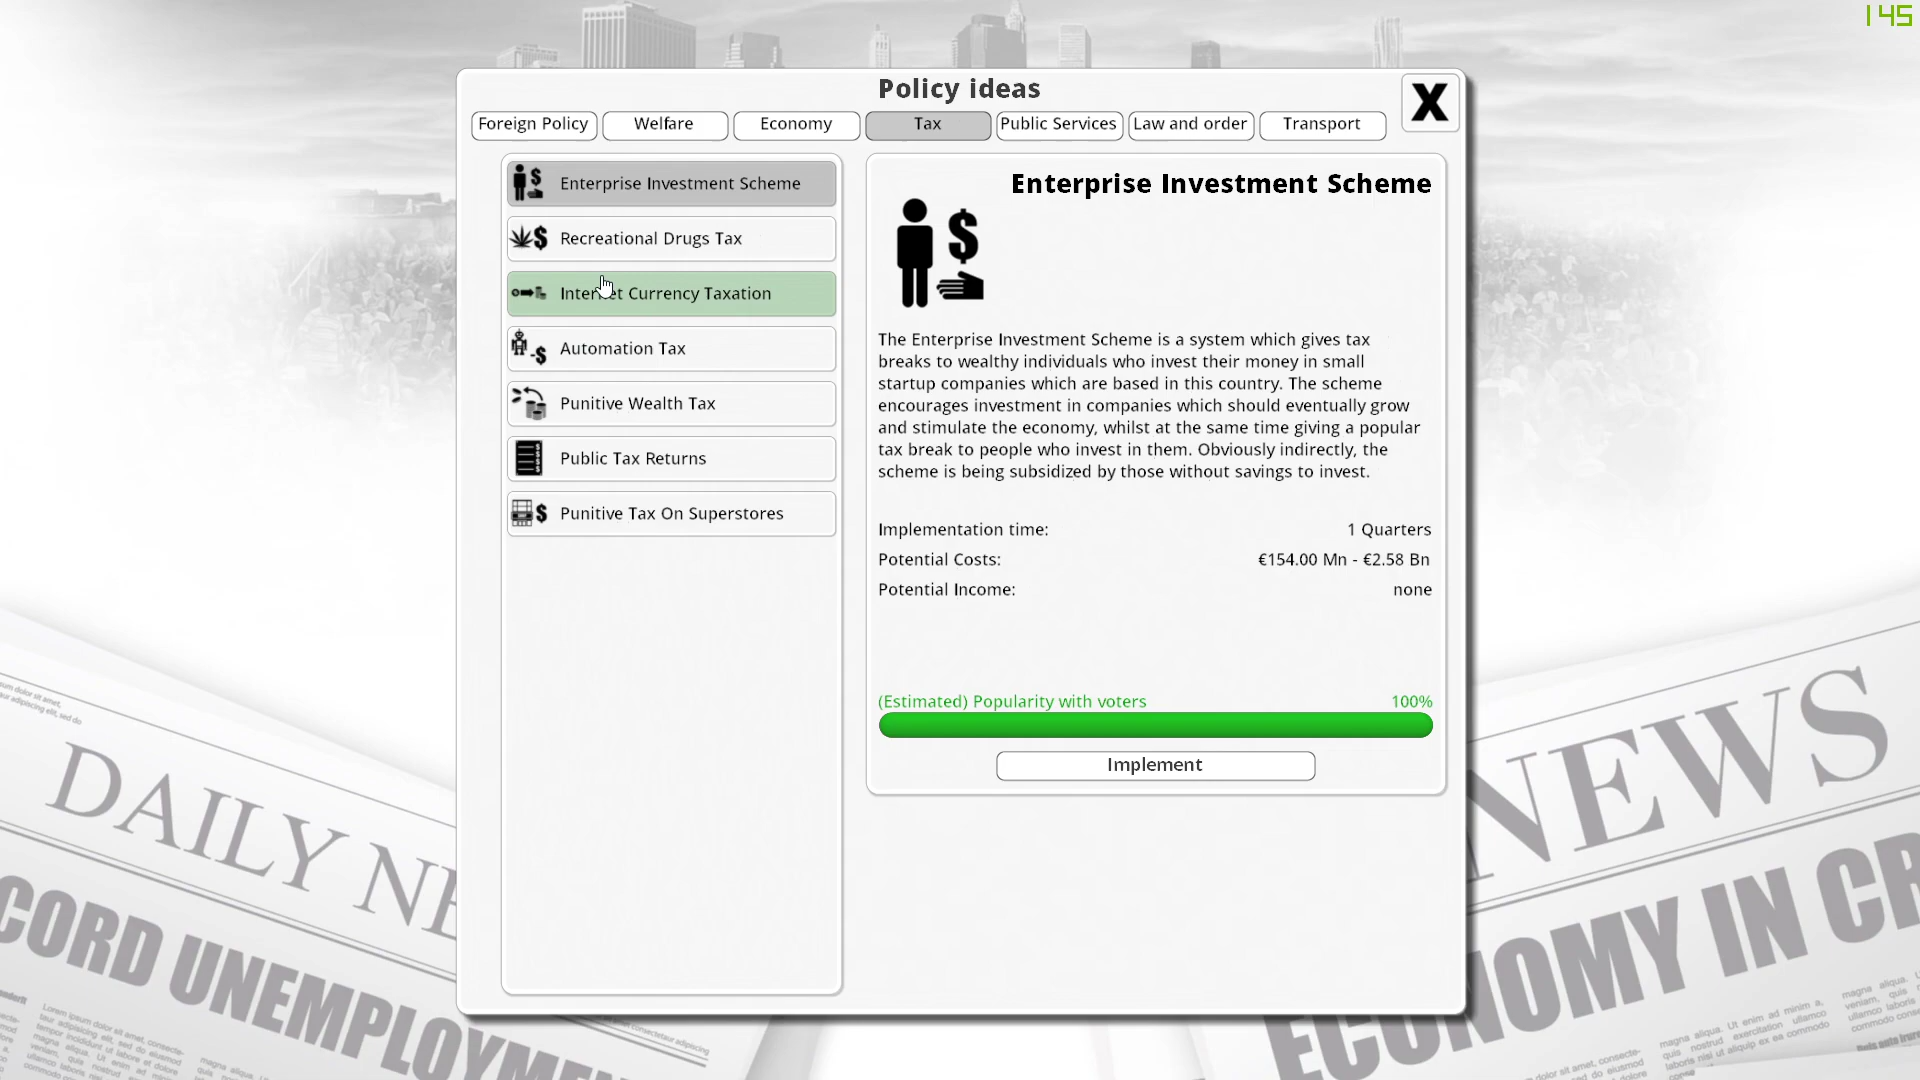 145
Policy ideas
X
Foreign Policy
Welfare
Economy
Tax
Public Services
Law and order
Transport
Enterprise Investment Scheme
Recreational Drugs Tax
Internet Currency Taxation
Automation Tax
Punitive Wealth Tax
Public Tax Returns
Punitive Tax On Superstores
Enterprise Investment Scheme
The Enterprise Investment Scheme is a system which gives tax
breaks to wealthy individuals who invest their money in small
startup companies which are based in this country. The scheme
encourages investment in companies which should eventually grow
and stimulate the economy, whilst at the same time giving a popular
tax break to people who invest in them. Obviously indirectly, the
scheme is being subsidized by those without savings to invest.
Implementation time: 1 Quarters
Potential Costs: €154.00 Mn - €2.58 Bn
Potential Income: none
(Estimated) Popularity with voters 100%
Implement
DAILY NE
CORD UNEMPLOYME
NEWS
ECONOMY IN CR